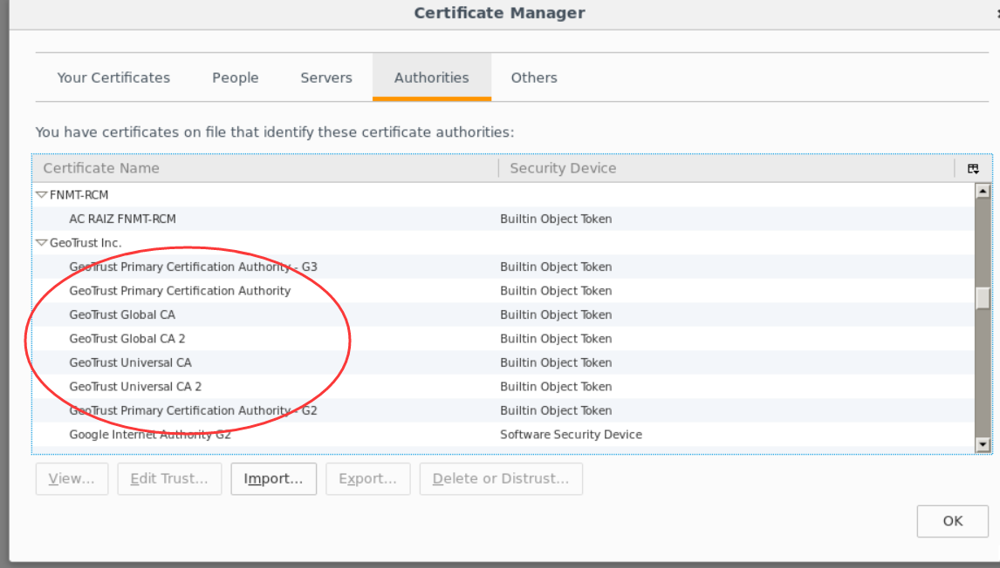 Certificate Manager
Your Certificates People Servers Authorities Others
You have certificates on file that identify these certificate authorities:
Certificate Name Security Device
FNMT-RCM
AC RAIZ FNMT-RCM Builtin Object Token
GeoTrust Inc.
GeoTrust Primary Certification Authority - G3 Builtin Object Token
GeoTrust Primary Certification Authority Builtin Object Token
GeoTrust Global CA Builtin Object Token
GeoTrust Global CA 2 Builtin Object Token
GeoTrust Universal CA Builtin Object Token
GeoTrust Universal CA 2 Builtin Object Token
GeoTrust Primary Certification Authority - G2 Builtin Object Token
Google Internet Authority G2 Software Security Device
View... Edit Trust... Import... Export... Delete or Distrust...
OK